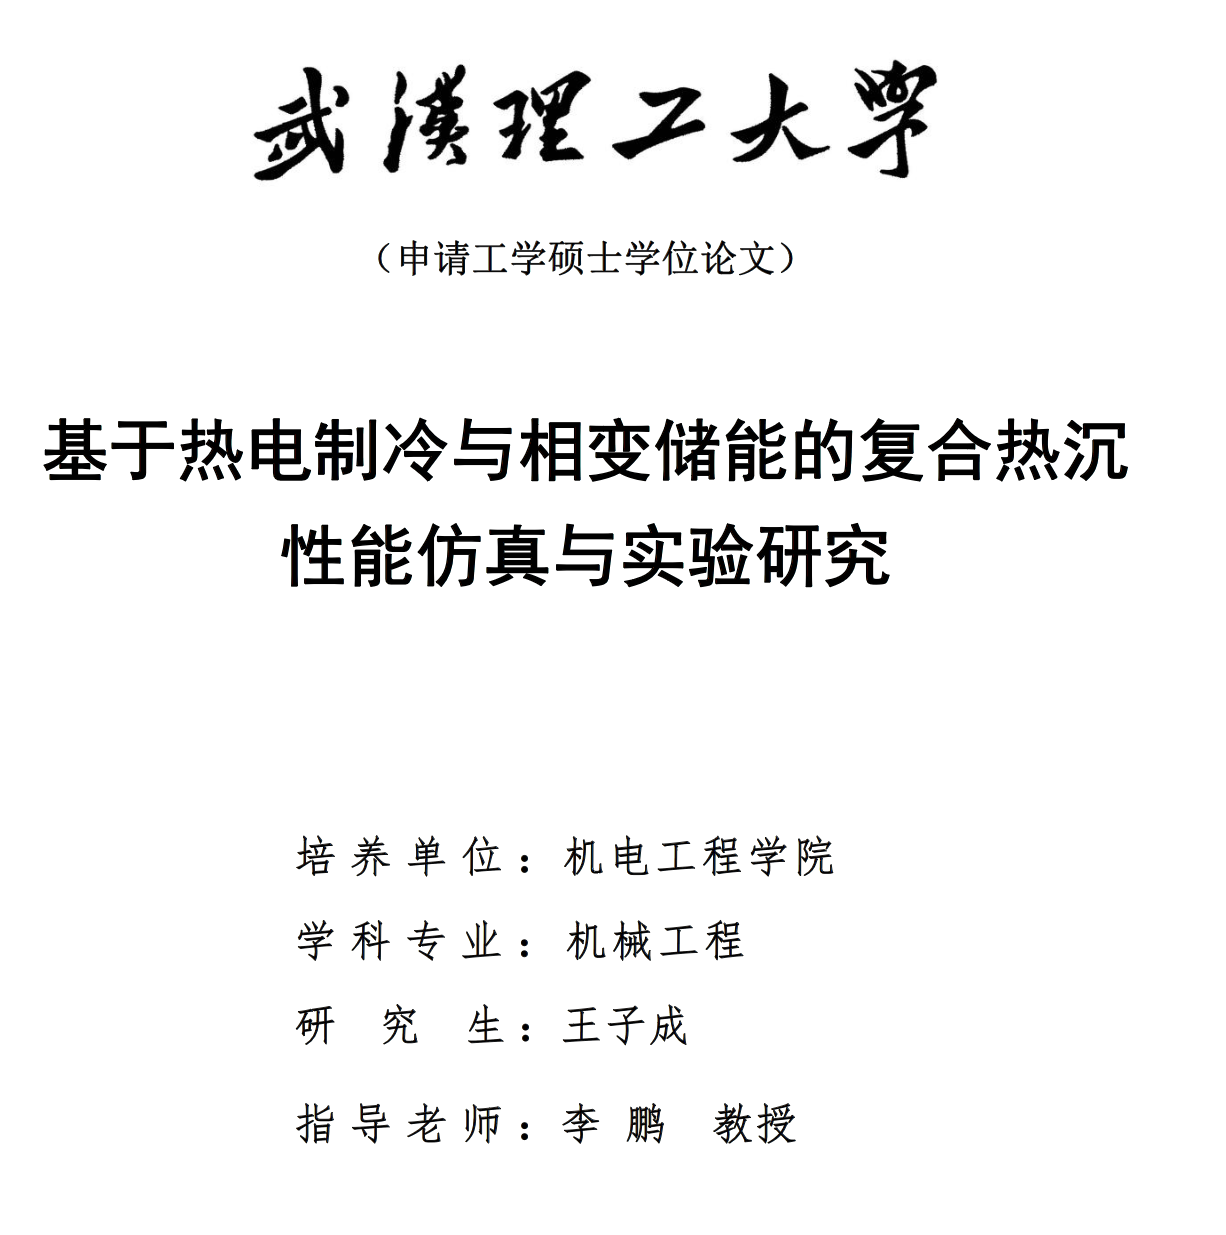 武漢理工大學
（申请工学硕士学位论文）
基于热电制冷与相变储能的复合热沉
性能仿真与实验研究
培养单位：机电工程学院
学科专业：机械工程
研究生：王子成
指导老师：李鹏 教授